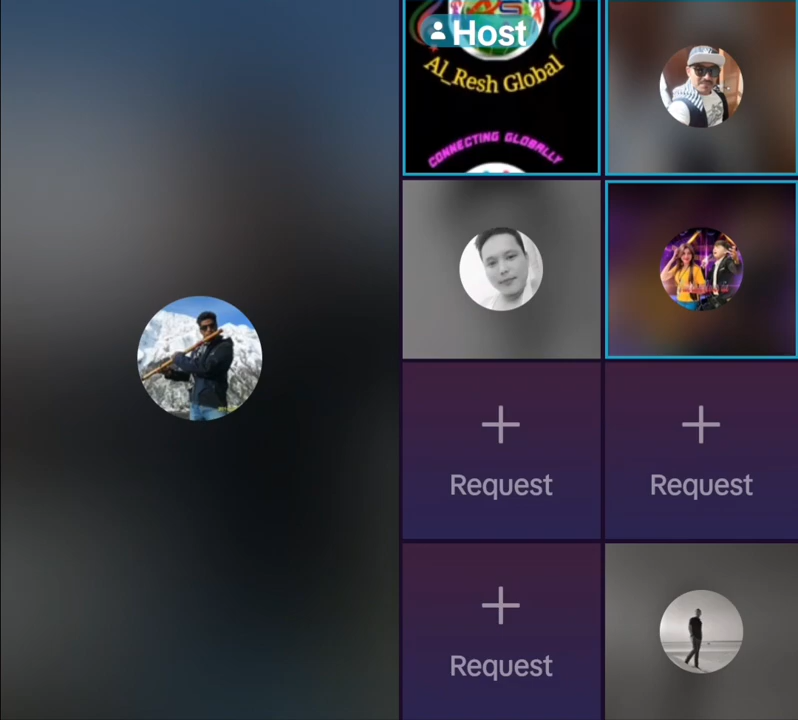 Host
Al_Resh Global
CONNECTING GLOBALLY
Request
Request
Request